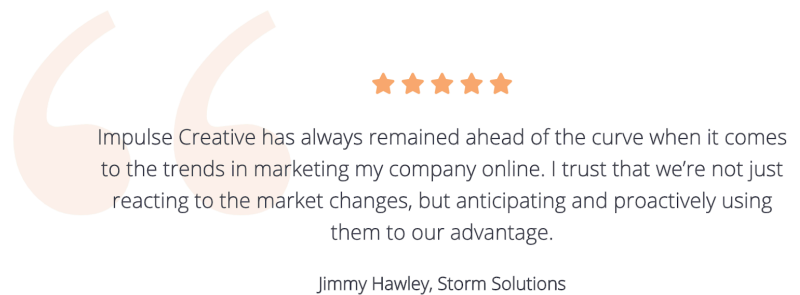 Impulse Creative has always remained ahead of the curve when it comes
to the trends in marketing my company online. I trust that we’re not just
reacting to the market changes, but anticipating and proactively using
them to our advantage.
Jimmy Hawley, Storm Solutions